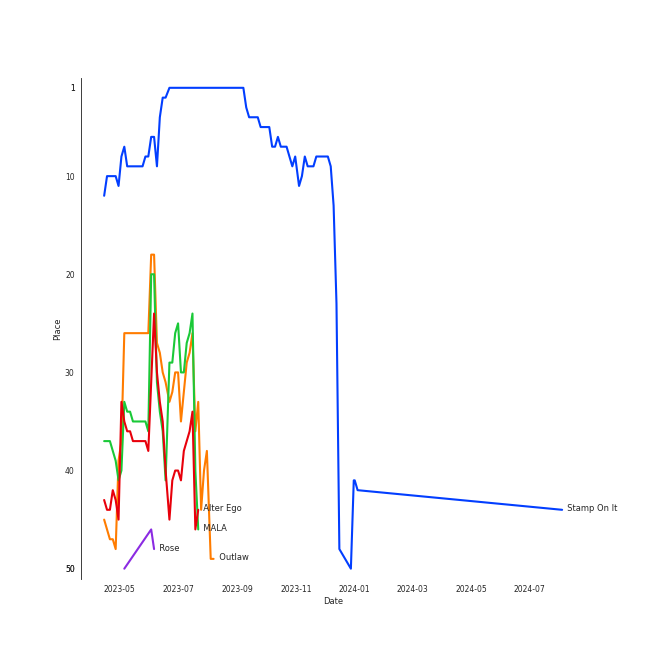 1
10
20
30
40
50
Place
Alter Ego
Stamp On It
MALA
Rose
Outlaw
2023-05
2023-07
2023-09
2023-11
2024-01
2024-03
2024-05
2024-07
Date